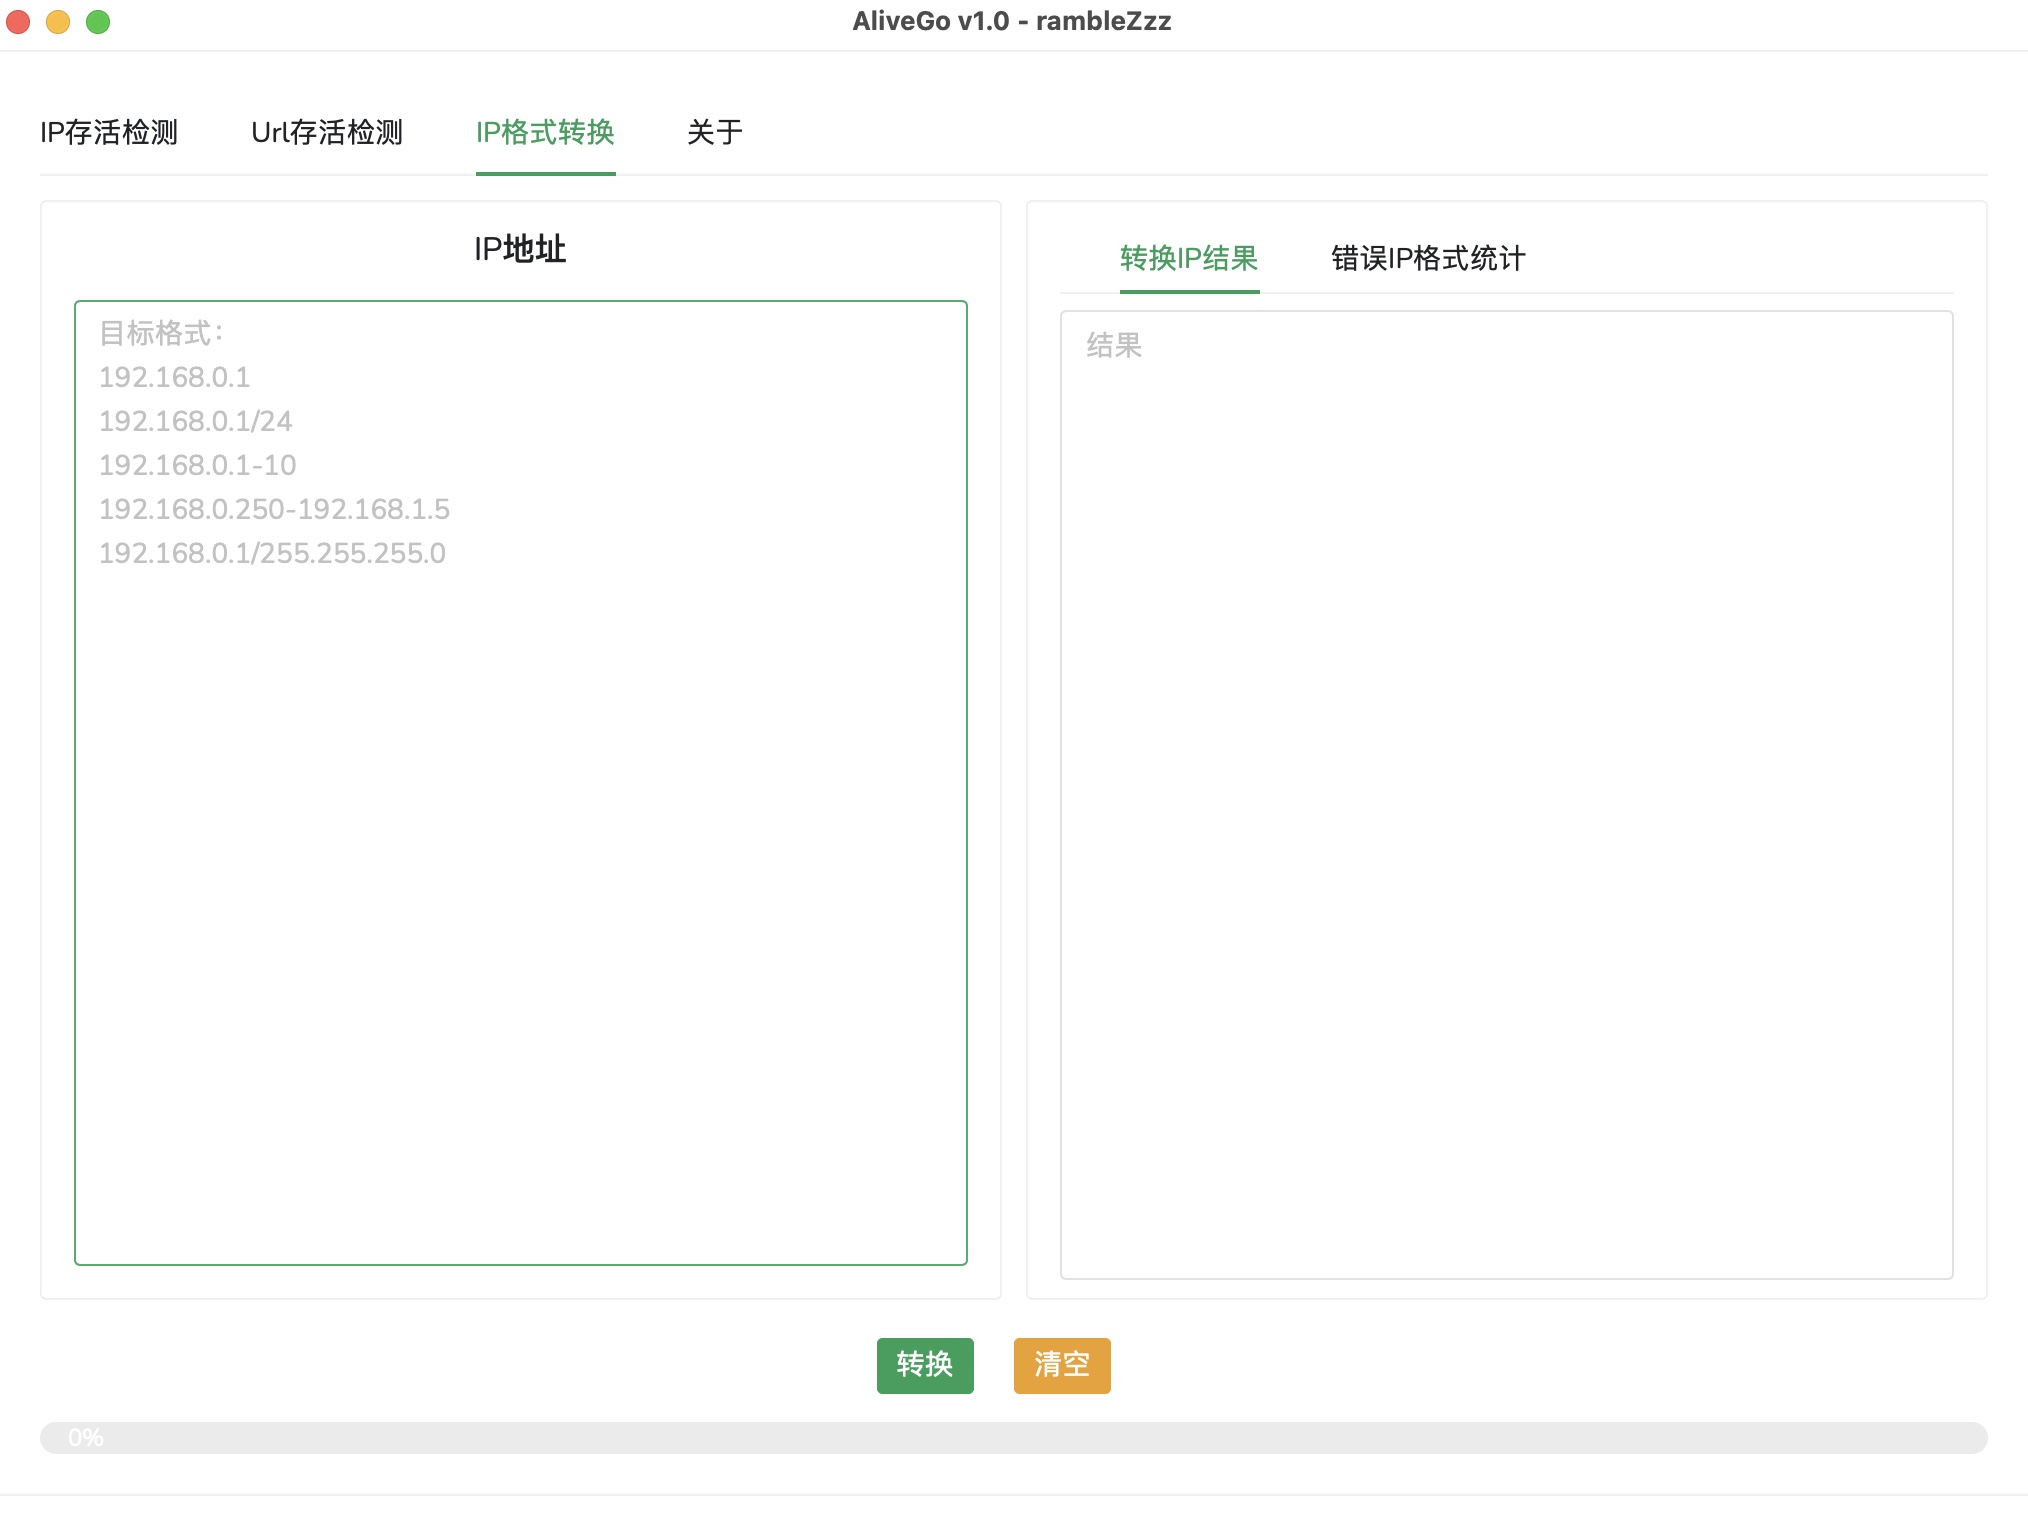 AliveGo v1.0 - rambleZzz
IP存活检测 Url存活检测 IP格式转换 关于
IP地址
目标格式：
192.168.0.1
192.168.0.1/24
192.168.0.1-10
192.168.0.250-192.168.1.5
192.168.0.1/255.255.255.0
转换IP结果 错误IP格式统计
结果
转换 清空
0%